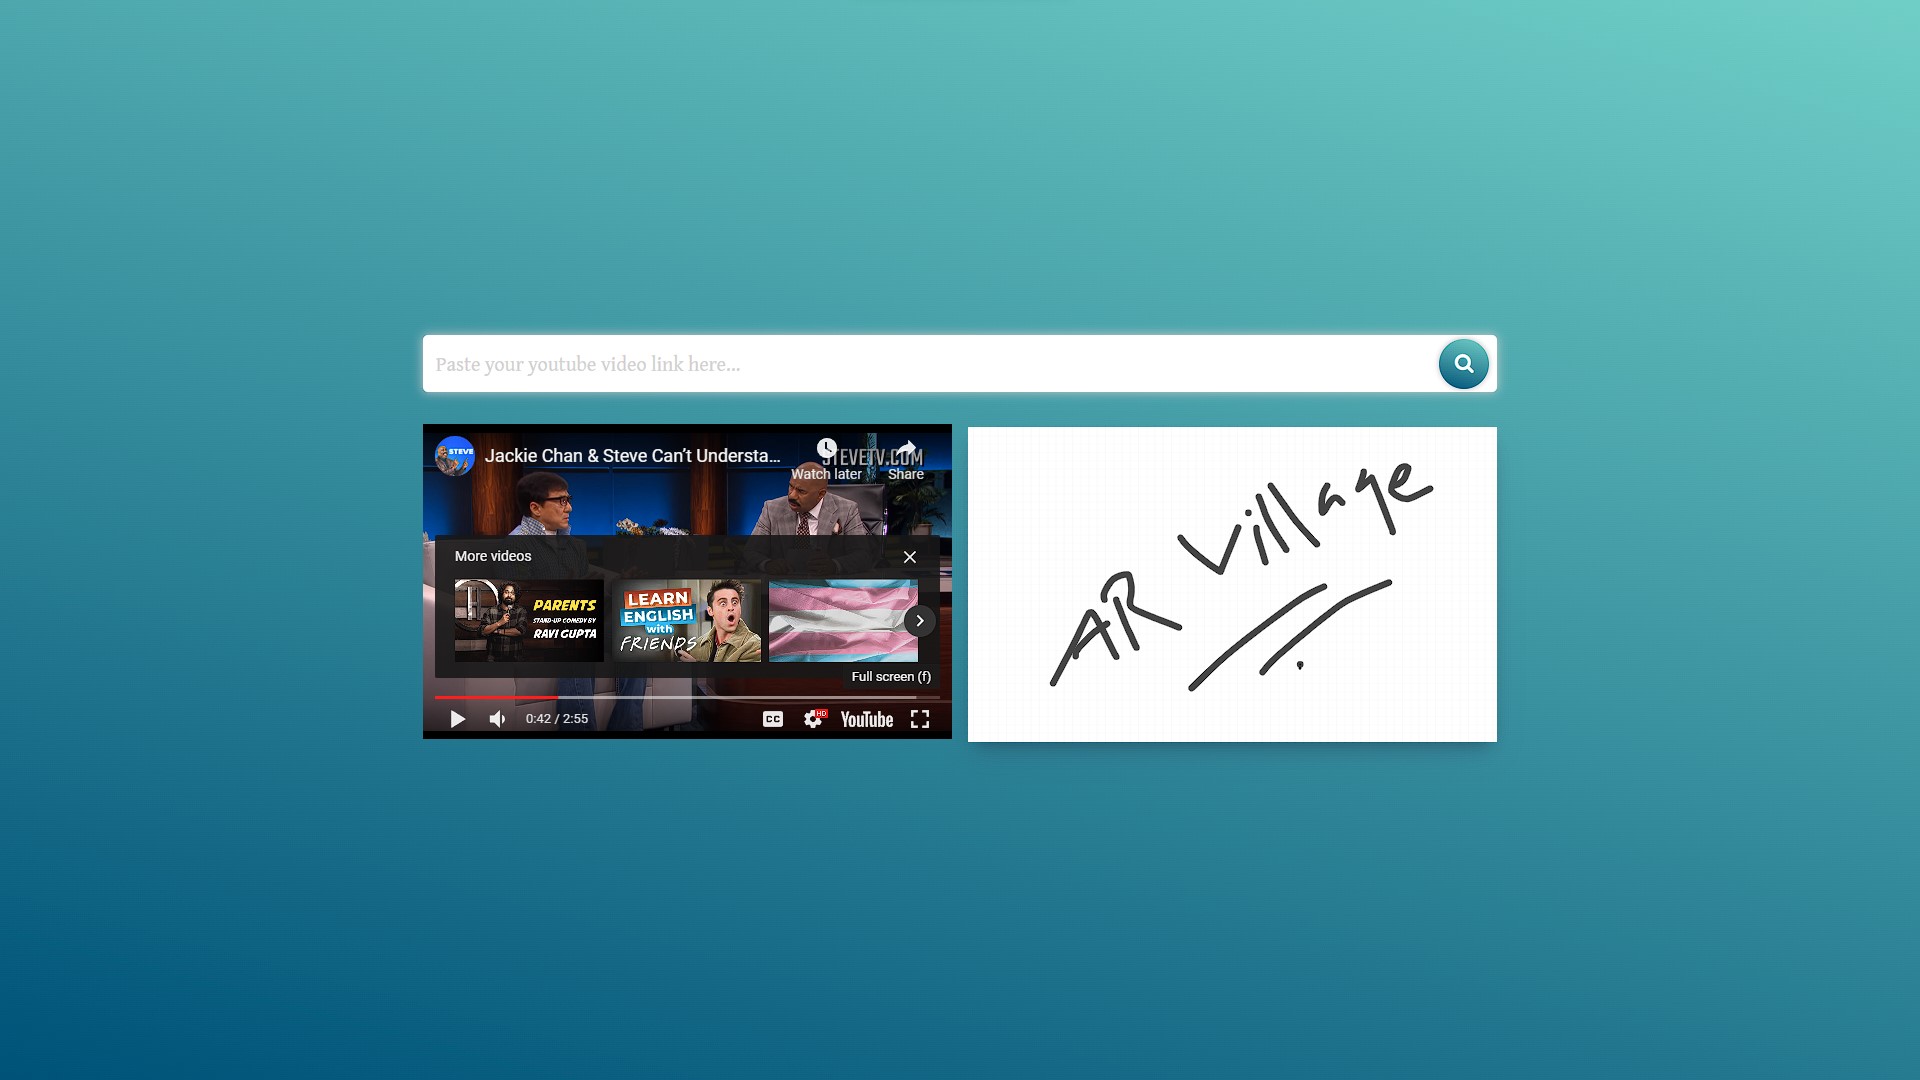 Paste your youtube video link here...
STEVE
Jackie Chan & Steve Can’t Understa...
STEVETV.COM
Watch later
Share
More videos
PARENTS
STAND-UP COMEDY BY
RAVI GUPTA
LEARN
ENGLISH
with
FRIENDS
Full screen (f)
0:42 / 2:55
CC
HD
YouTube
AR Village